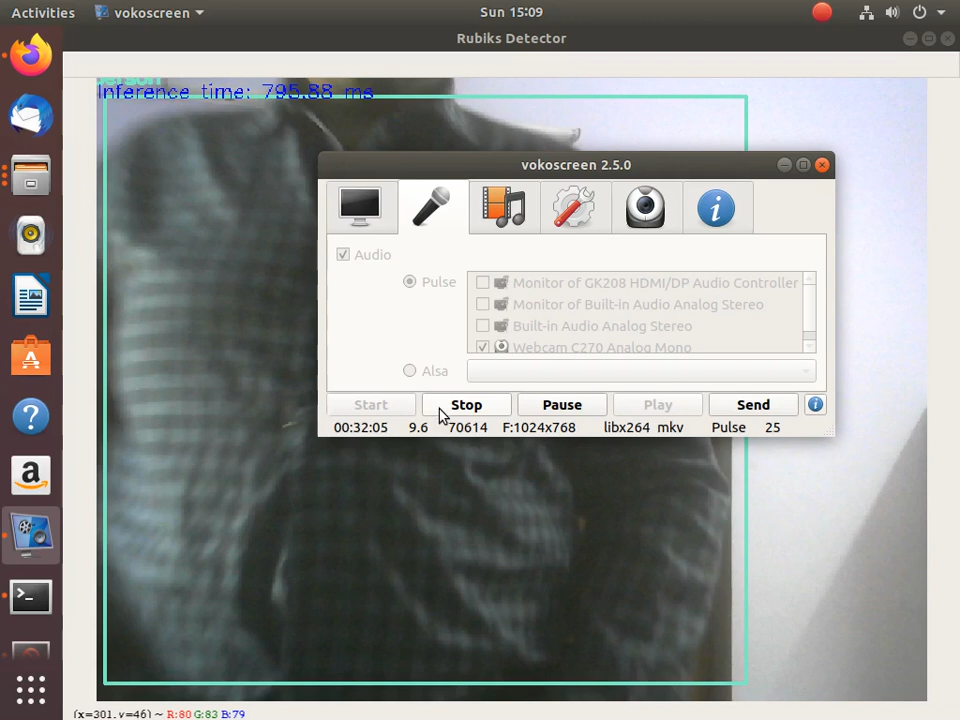 Activities vokoscreen Sun 15:09
Rubiks Detector
person
Inference time: 795.88 ms
vokoscreen 2.5.0
Audio
Pulse
Monitor of GK208 HDMI/DP Audio Controller
Monitor of Built-in Audio Analog Stereo
Built-in Audio Analog Stereo
Webcam C270 Analog Mono
Alsa
Start Stop Pause Play Send
00:32:05 9.6 70614 F:1024x768 libx264 mkv Pulse 25
(x=301, y=46) ~ R:80 G:83 B:79